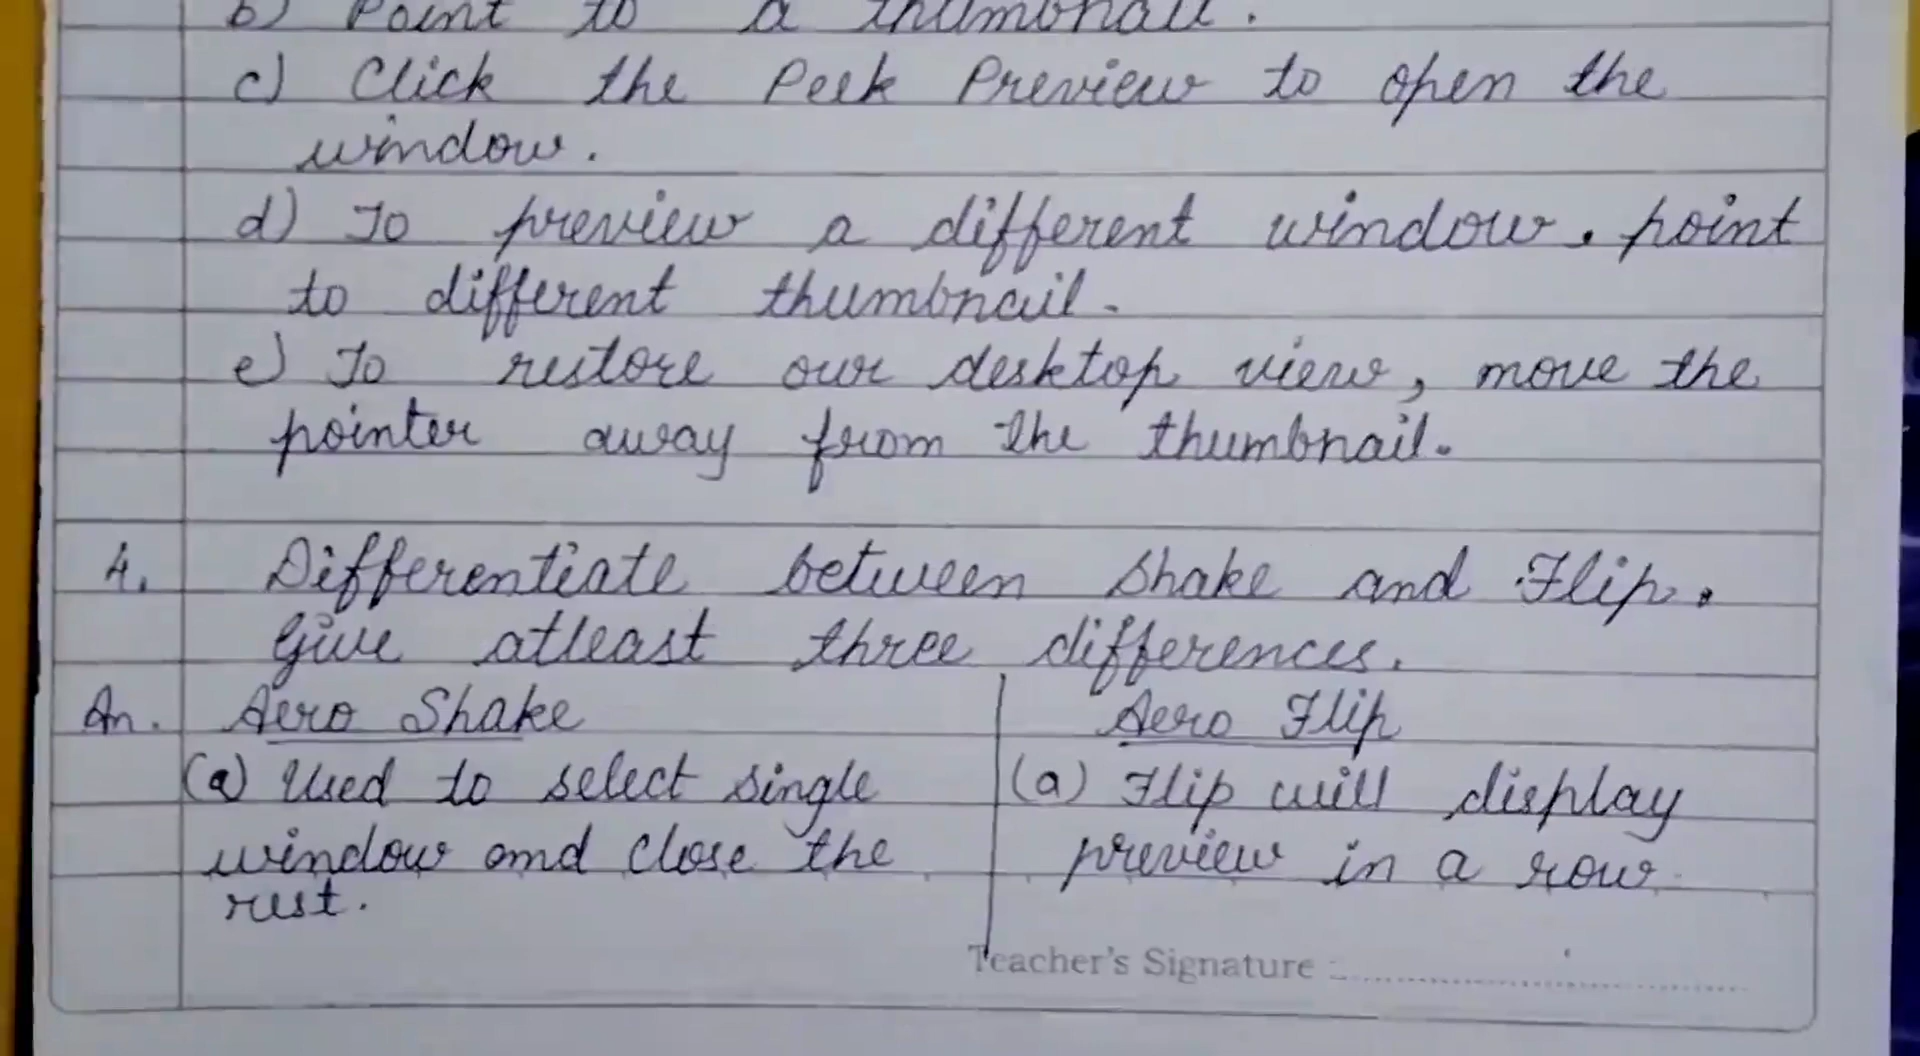 b) Point to a thumbnail.
c) Click the Peek Preview to open the
window.
d) To preview a different window. point
to different thumbnail.
e) To restore our desktop view, move the
pointer away from the thumbnail.
4. Differentiate between Shake and Flip.
Give atleast three differences.
An. Aero Shake
(a) Used to select single
window and close the
rest.
Aero Flip
(a) Flip will display
preview in a row
Teacher's Signature :..............................